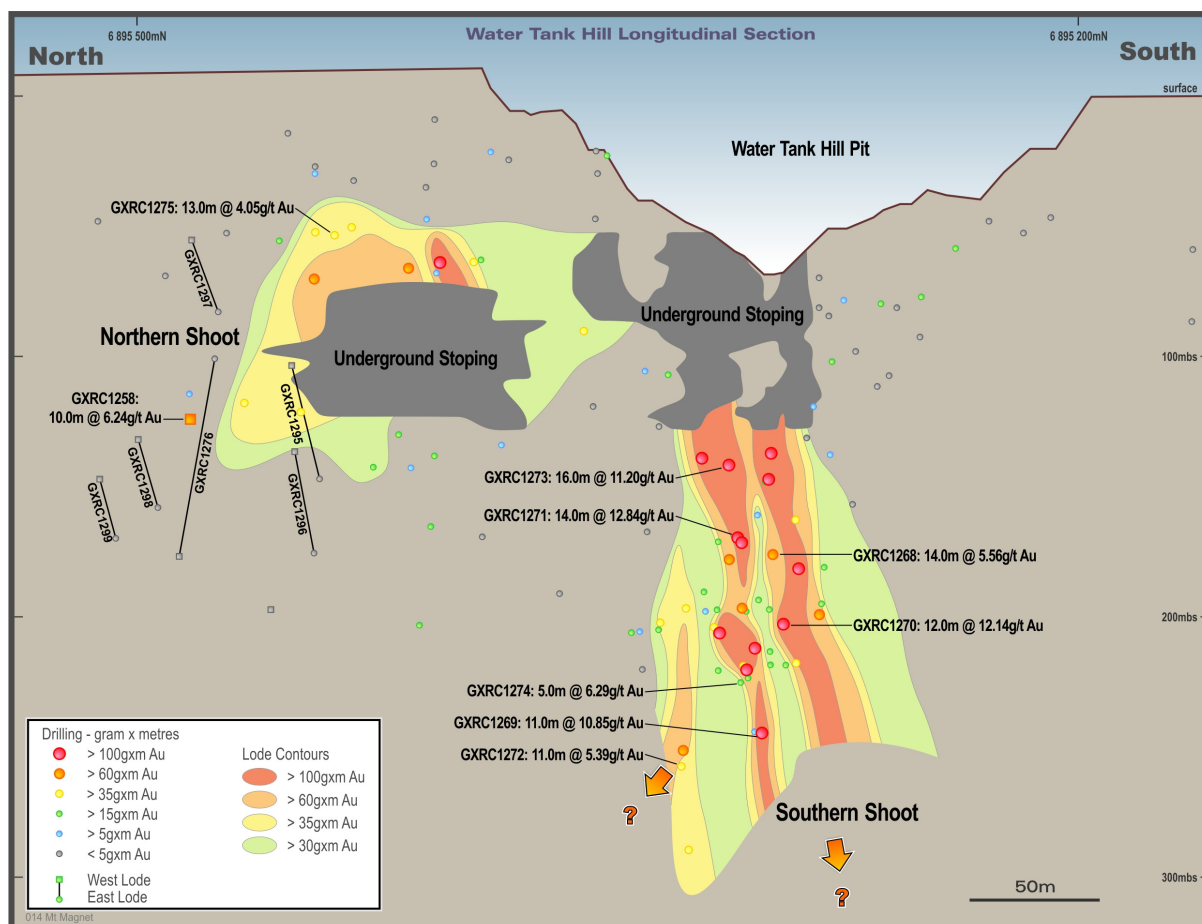 6 895 500mN
6 895 200mN
Water Tank Hill Longitudinal Section
North
South
surface
Water Tank Hill Pit
GXRC1275: 13.0m @ 4.05g/t Au
GXRC1297
Northern Shoot
Underground Stoping
Underground Stoping
100mbs
GXRC1258:
10.0m @ 6.24g/t Au
GXRC1276
GXRC1295
GXRC1298
GXRC1299
GXRC1296
GXRC1273: 16.0m @ 11.20g/t Au
GXRC1271: 14.0m @ 12.84g/t Au
GXRC1268: 14.0m @ 5.56g/t Au
200mbs
GXRC1270: 12.0m @ 12.14g/t Au
GXRC1274: 5.0m @ 6.29g/t Au
GXRC1269: 11.0m @ 10.85g/t Au
GXRC1272: 11.0m @ 5.39g/t Au
?
Southern Shoot
?
300mbs
50m
Drilling - gram x metres
> 100gxm Au
> 60gxm Au
> 35gxm Au
> 15gxm Au
> 5gxm Au
< 5gxm Au
West Lode
East Lode
Lode Contours
> 100gxm Au
> 60gxm Au
> 35gxm Au
> 30gxm Au
014 Mt Magnet